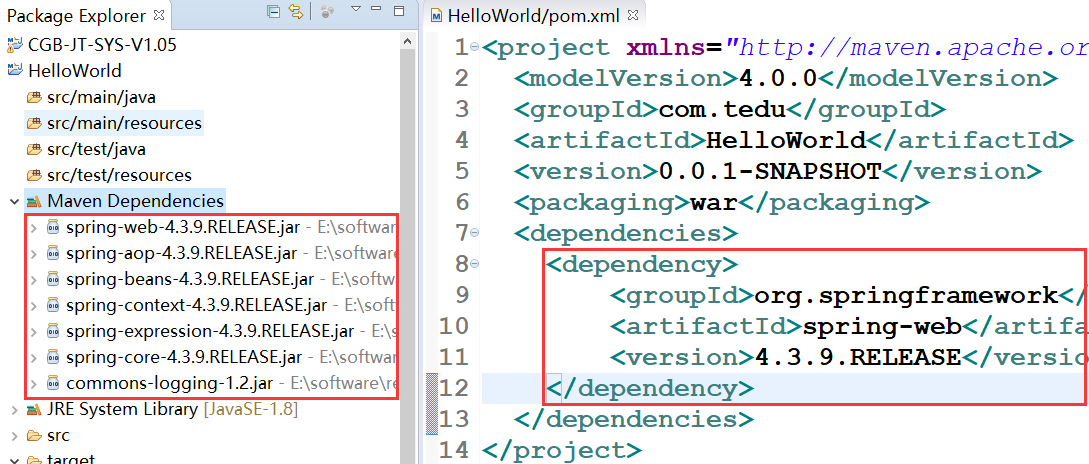 Package Explorer
CGB-JT-SYS-V1.05
HelloWorld
src/main/java
src/main/resources
src/test/java
src/test/resources
Maven Dependencies
spring-web-4.3.9.RELEASE.jar - E:\software
spring-aop-4.3.9.RELEASE.jar - E:\software
spring-beans-4.3.9.RELEASE.jar - E:\softwa
spring-context-4.3.9.RELEASE.jar - E:\softw
spring-expression-4.3.9.RELEASE.jar - E:\so
spring-core-4.3.9.RELEASE.jar - E:\software
commons-logging-1.2.jar - E:\software\re
JRE System Library [JavaSE-1.8]
src
target
HelloWorld/pom.xml
1 <project xmlns="http://maven.apache.or
2 <modelVersion>4.0.0</modelVersion>
3 <groupId>com.tedu</groupId>
4 <artifactId>HelloWorld</artifactId>
5 <version>0.0.1-SNAPSHOT</version>
6 <packaging>war</packaging>
7 <dependencies>
8 <dependency>
9 <groupId>org.springframework</
10 <artifactId>spring-web</artifa
11 <version>4.3.9.RELEASE</versio
12 </dependency>
13 </dependencies>
14 </project>